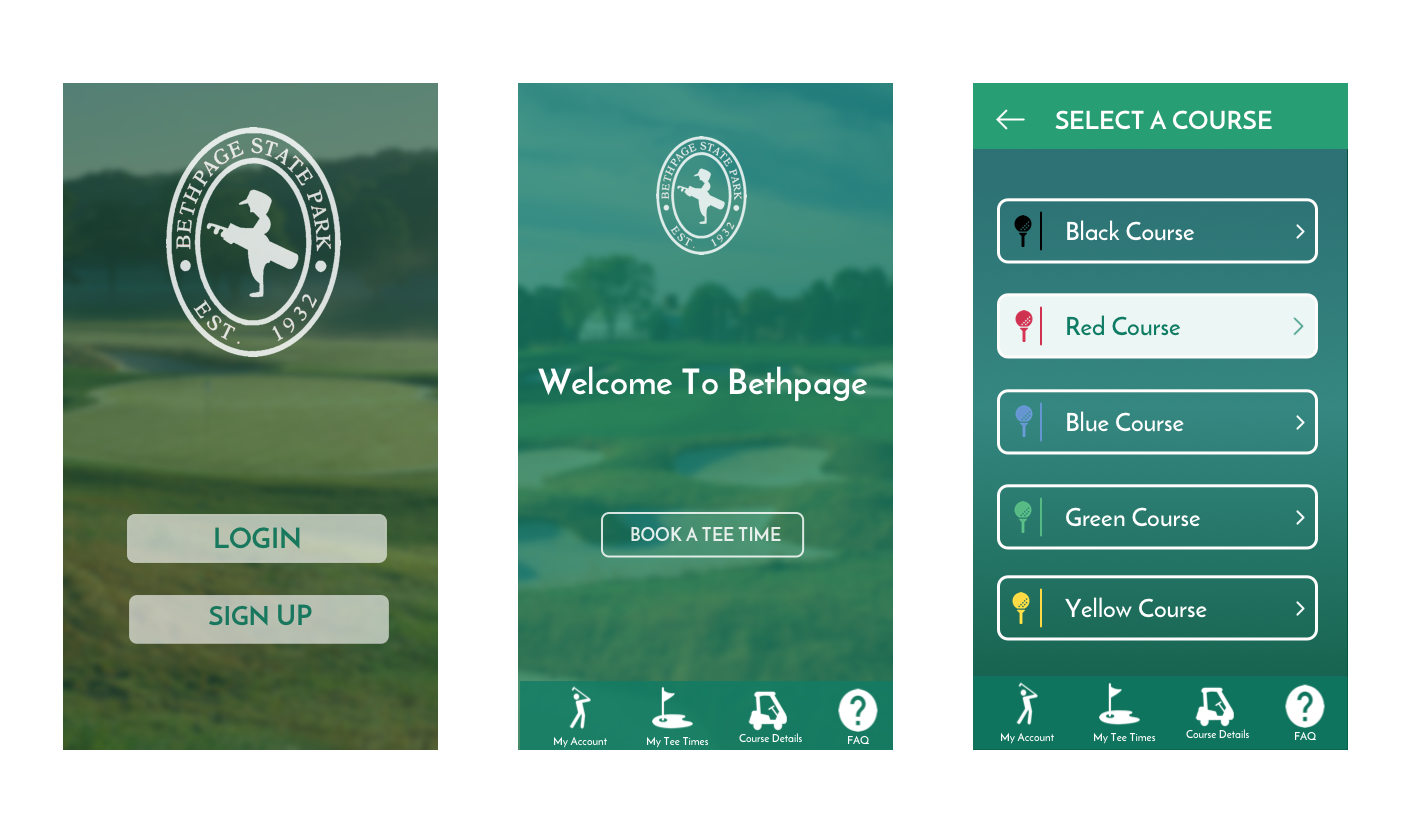 BETHPAGE STATE PARK
EST. 1932
LOGIN
SIGN UP
BETHPAGE STATE PARK
EST. 1932
Welcome To Bethpage
BOOK A TEE TIME
My Account
My Tee Times
Course Details
?
FAQ
SELECT A COURSE
Black Course
Red Course
Blue Course
Green Course
Yellow Course
My Account
My Tee Times
Course Details
?
FAQ